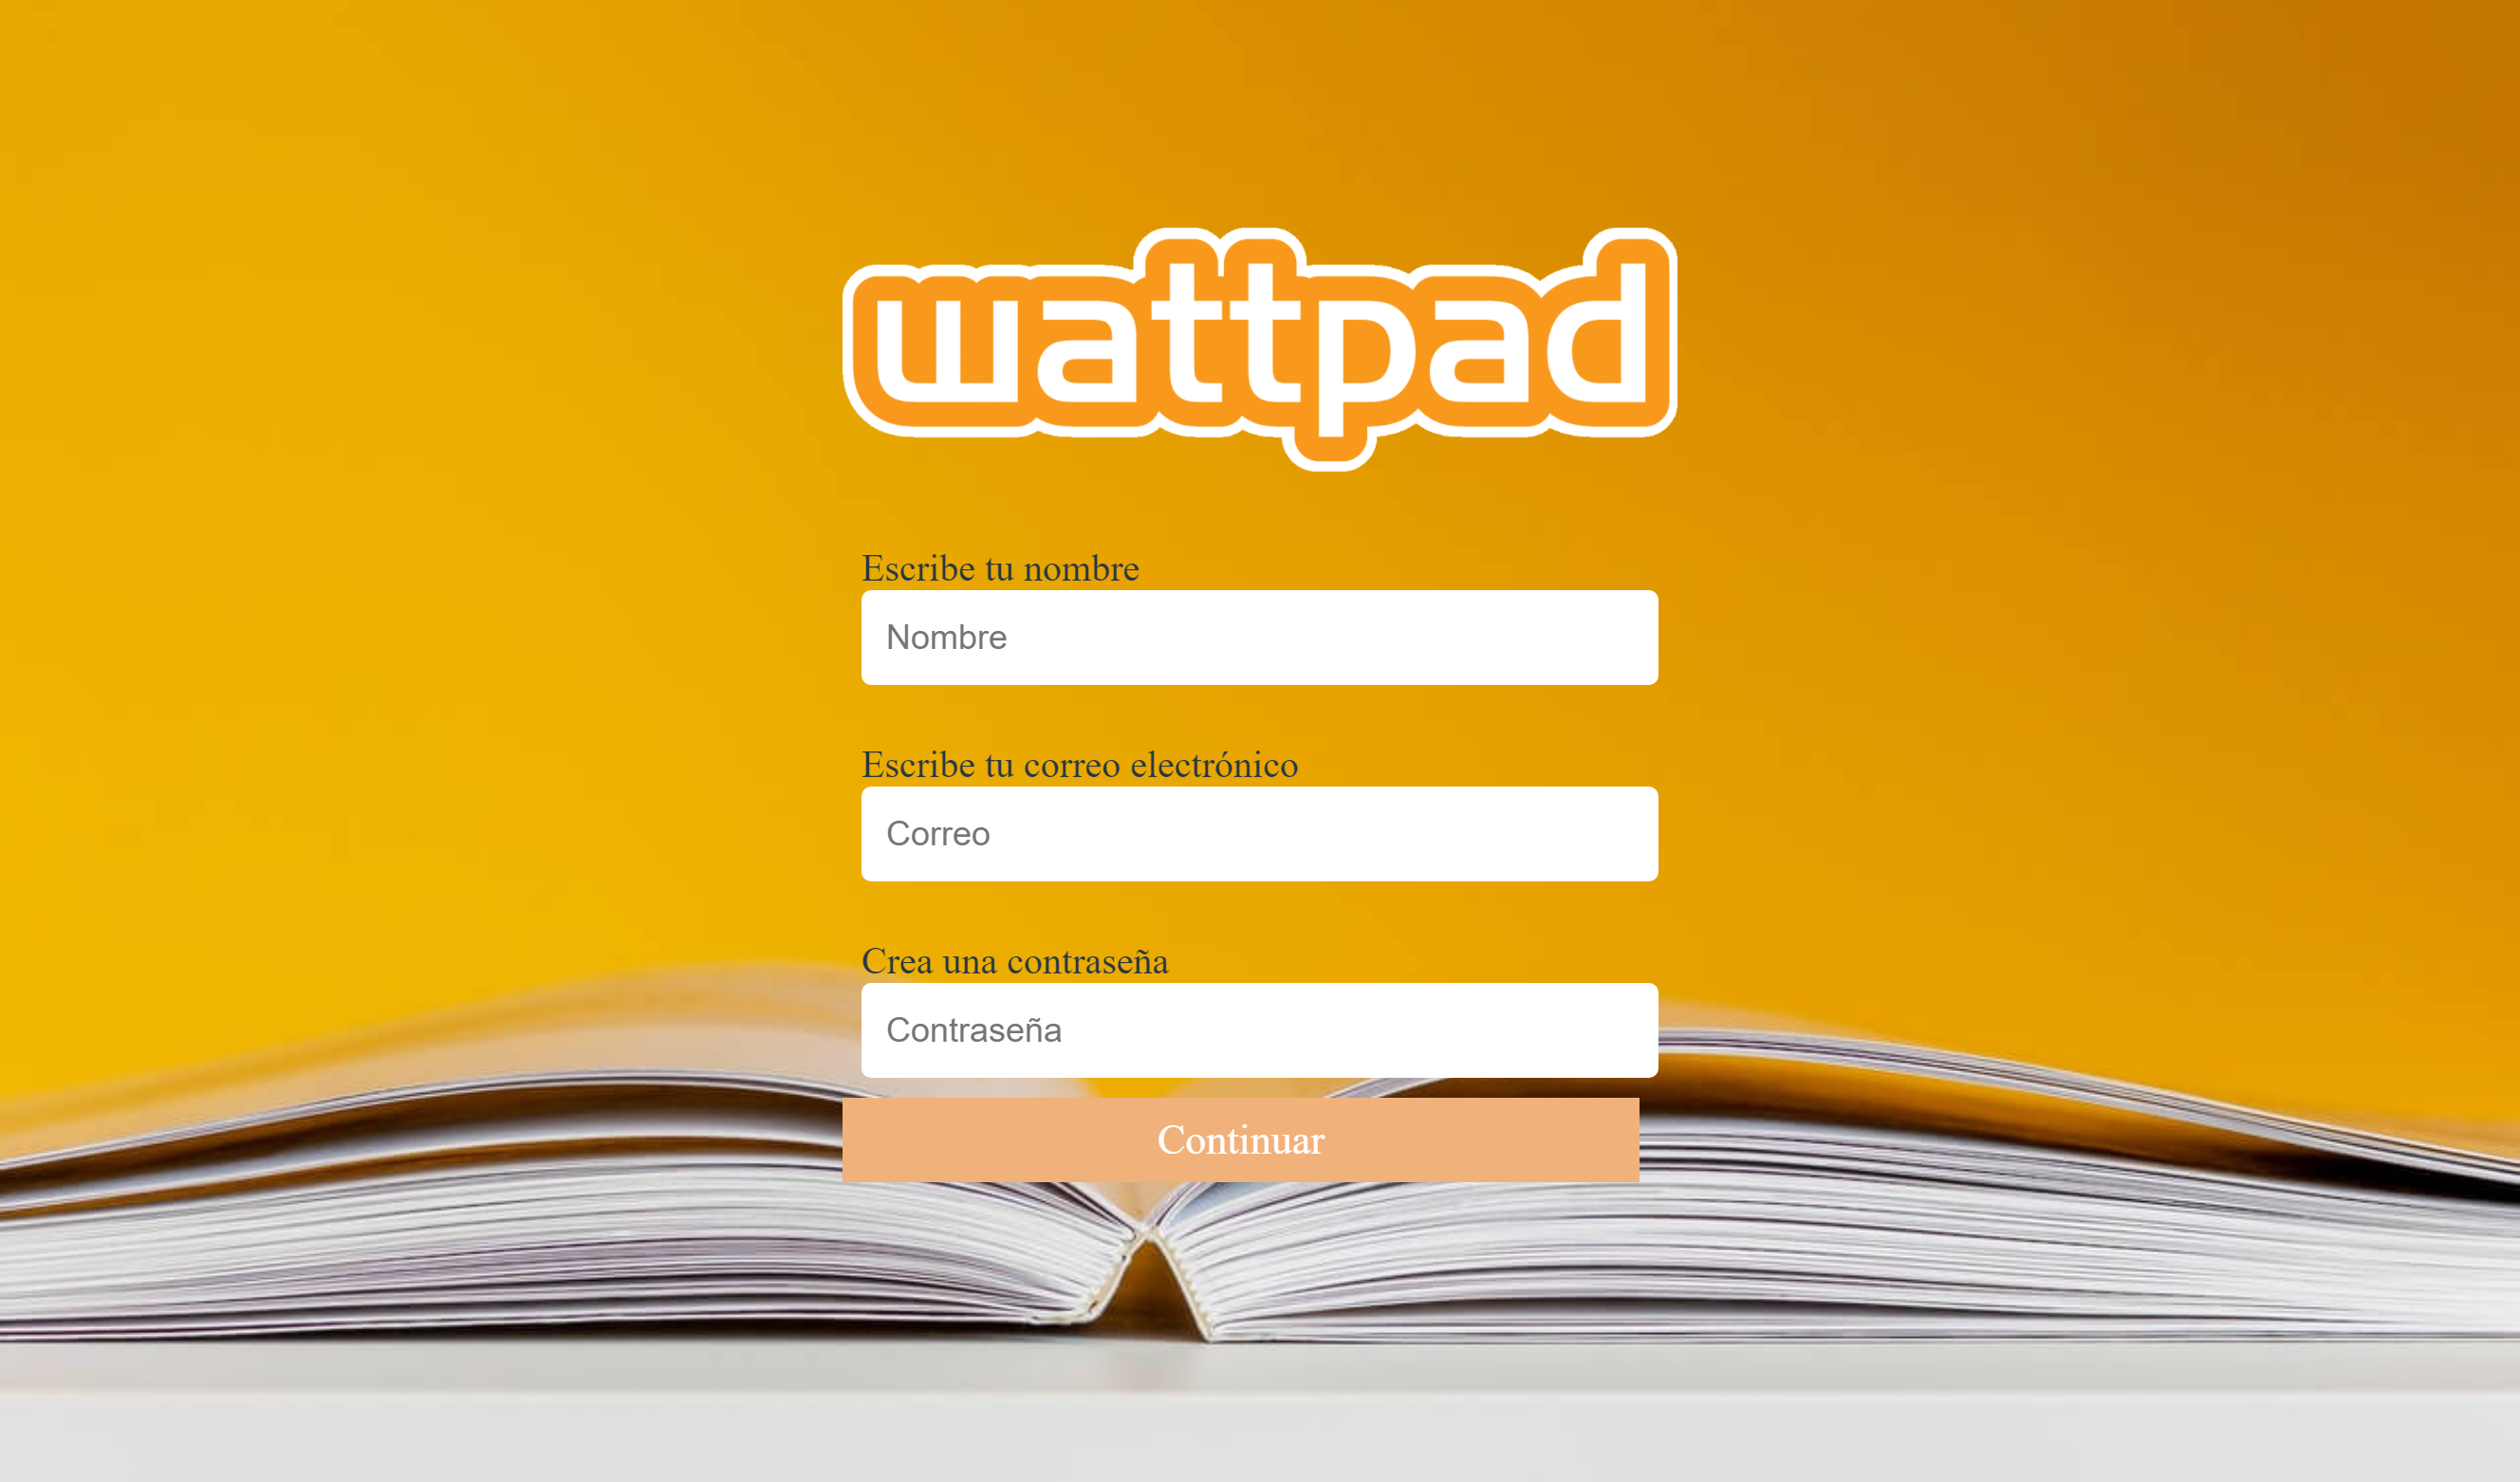 wattpad
Escribe tu nombre
Nombre
Escribe tu correo electrónico
Correo
Crea una contraseña
Contraseña
Continuar